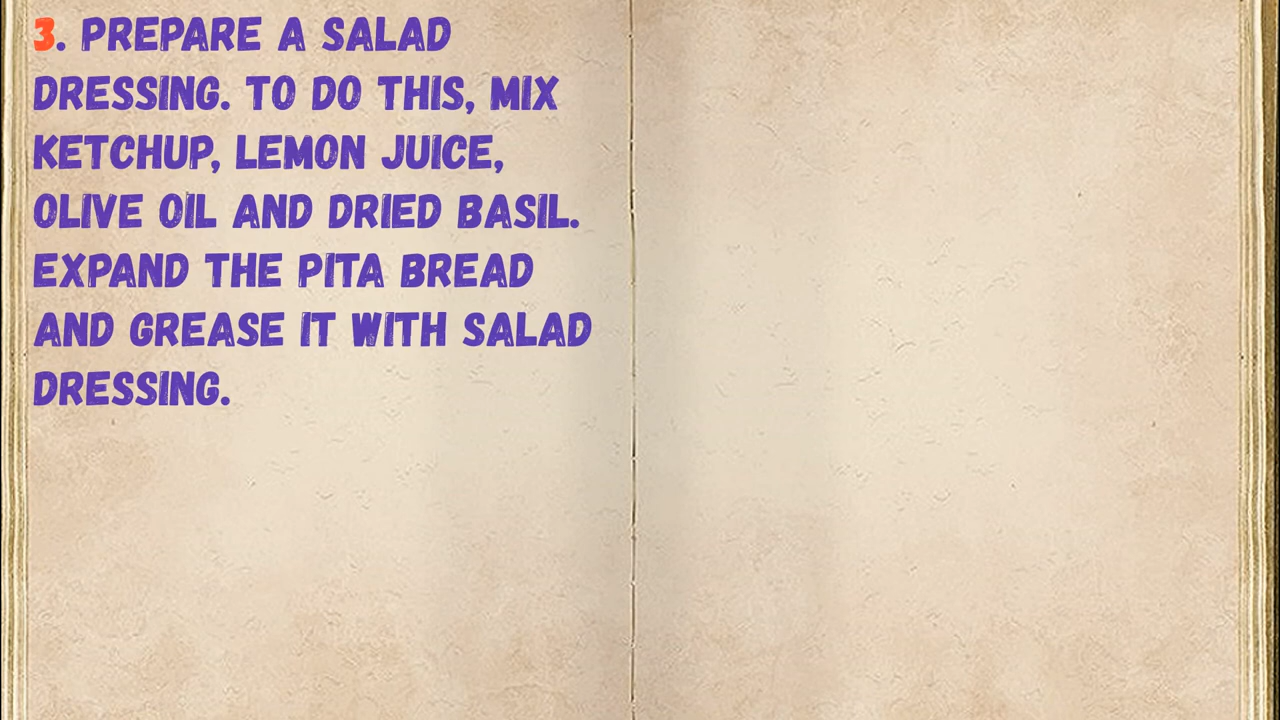 3. PREPARE A SALAD
DRESSING. TO DO THIS, MIX
KETCHUP, LEMON JUICE,
OLIVE OIL AND DRIED BASIL.
EXPAND THE PITA BREAD
AND GREASE IT WITH SALAD
DRESSING.